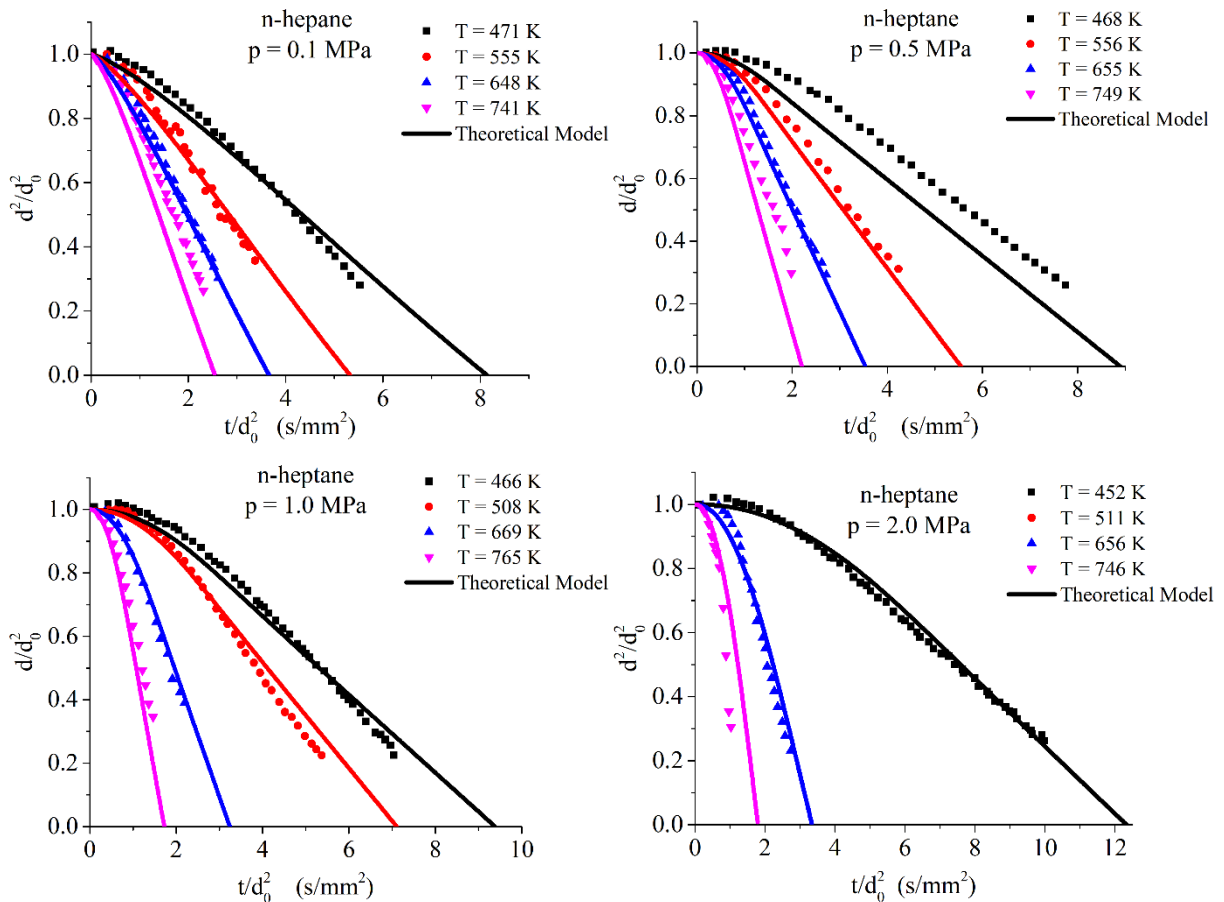 n-hepane
p = 0.1 MPa
T = 471 K
T = 555 K
T = 648 K
T = 741 K
Theoretical Model
d²/d₀²
1.0
0.8
0.6
0.4
0.2
0.0
0 2 4 6 8
t/d₀² (s/mm²)
n-heptane
p = 0.5 MPa
T = 468 K
T = 556 K
T = 655 K
T = 749 K
Theoretical Model
d/d₀²
1.0
0.8
0.6
0.4
0.2
0.0
0 2 4 6 8
t/d₀² (s/mm²)
n-heptane
p = 1.0 MPa
T = 466 K
T = 508 K
T = 669 K
T = 765 K
Theoretical Model
d/d₀²
1.0
0.8
0.6
0.4
0.2
0.0
0 2 4 6 8 10
t/d₀² (s/mm²)
n-heptane
p = 2.0 MPa
T = 452 K
T = 511 K
T = 656 K
T = 746 K
Theoretical Model
d²/d₀²
1.0
0.8
0.6
0.4
0.2
0.0
0 2 4 6 8 10 12
t/d₀² (s/mm²)